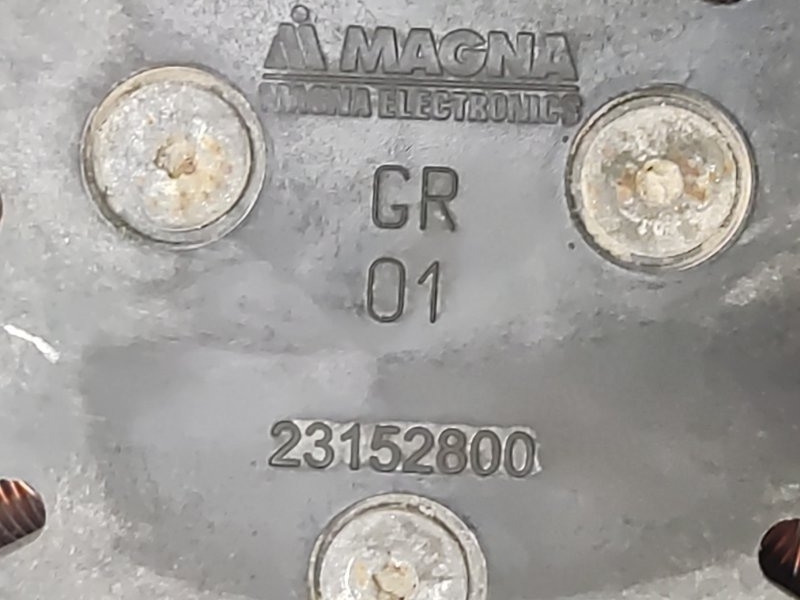 MAGNA
MAGNA ELECTRONICS
GR
01
23152800